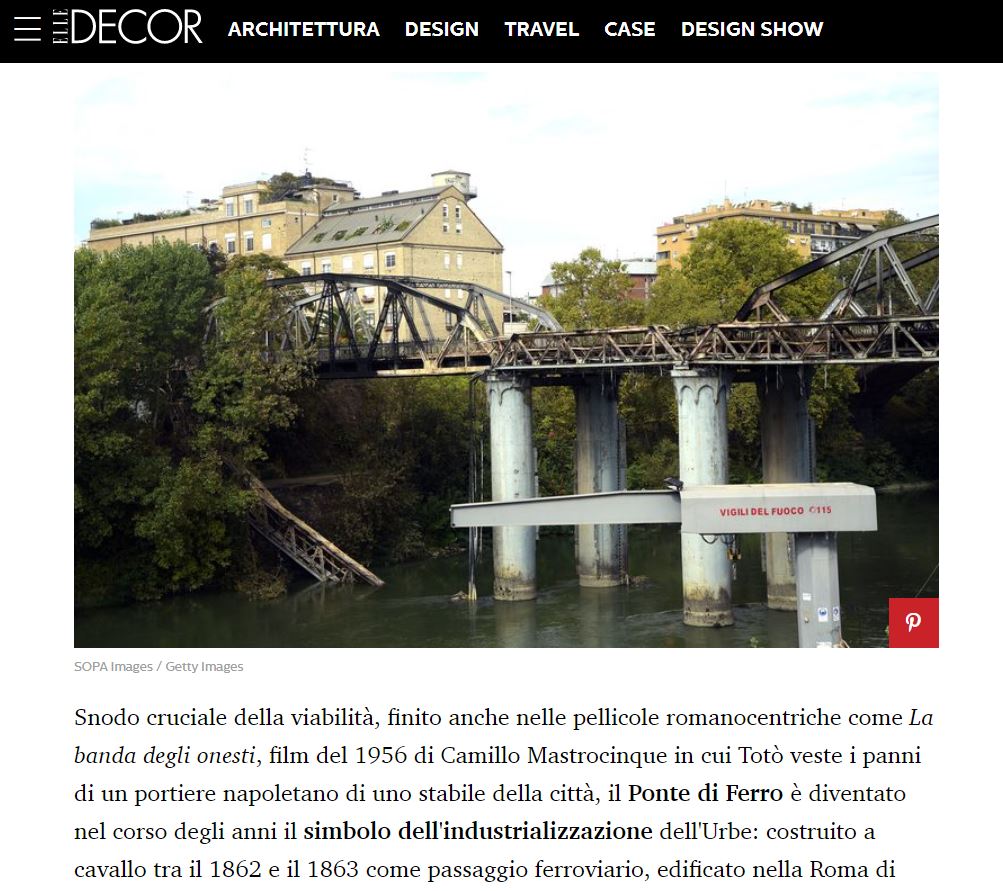 ELLE DECOR ARCHITETTURA DESIGN TRAVEL CASE DESIGN SHOW
VIGILI DEL FUOCO ✆115
SOPA Images / Getty Images
Snodo cruciale della viabilità, finito anche nelle pellicole romanocentriche come La
banda degli onesti, film del 1956 di Camillo Mastrocinque in cui Totò veste i panni
di un portiere napoletano di uno stabile della città, il Ponte di Ferro è diventato
nel corso degli anni il simbolo dell'industrializzazione dell'Urbe: costruito a
cavallo tra il 1862 e il 1863 come passaggio ferroviario, edificato nella Roma di